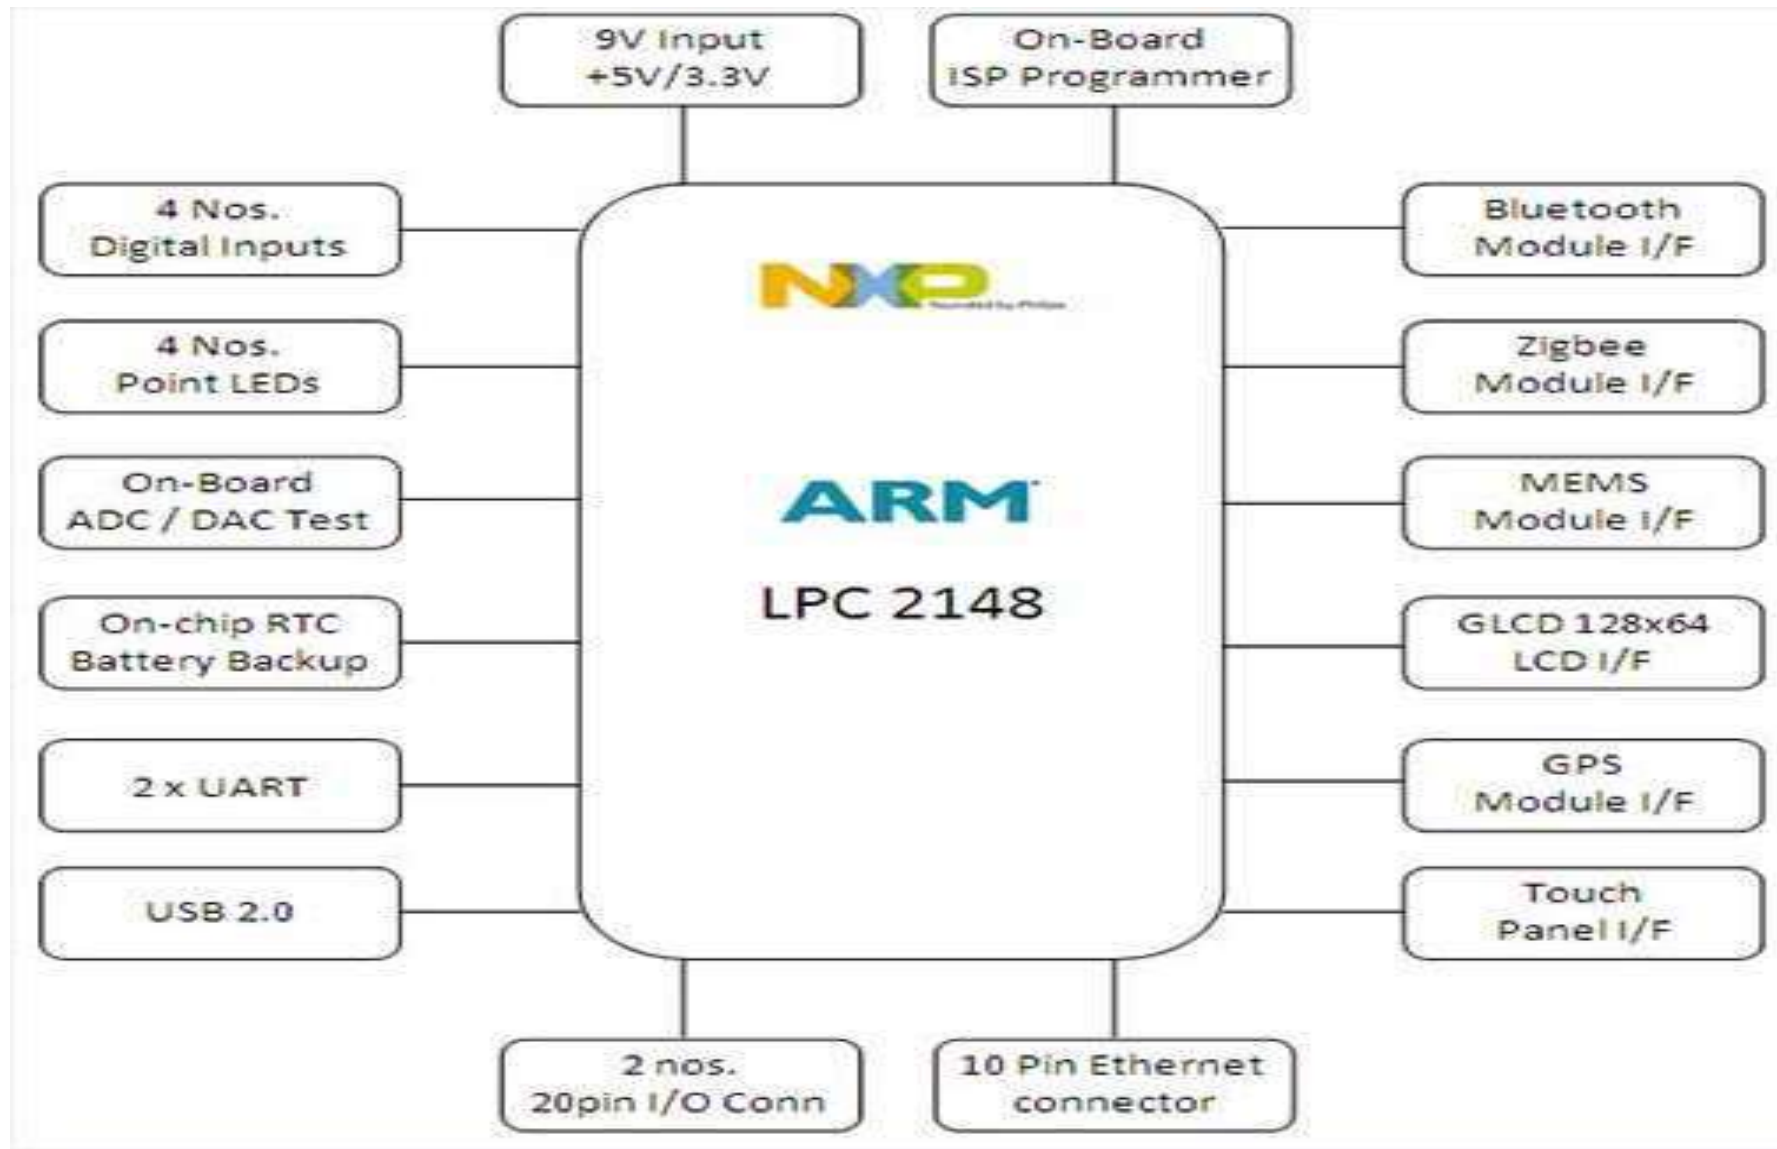 9V Input
+5V/3.3V
On-Board
ISP Programmer
4 Nos.
Digital Inputs
4 Nos.
Point LEDs
On-Board
ADC / DAC Test
On-chip RTC
Battery Backup
2 x UART
USB 2.0
NXP
founded by Philips
ARM
LPC 2148
Bluetooth
Module I/F
Zigbee
Module I/F
MEMS
Module I/F
GLCD 128x64
LCD I/F
GPS
Module I/F
Touch
Panel I/F
2 nos.
20pin I/O Conn
10 Pin Ethernet
connector